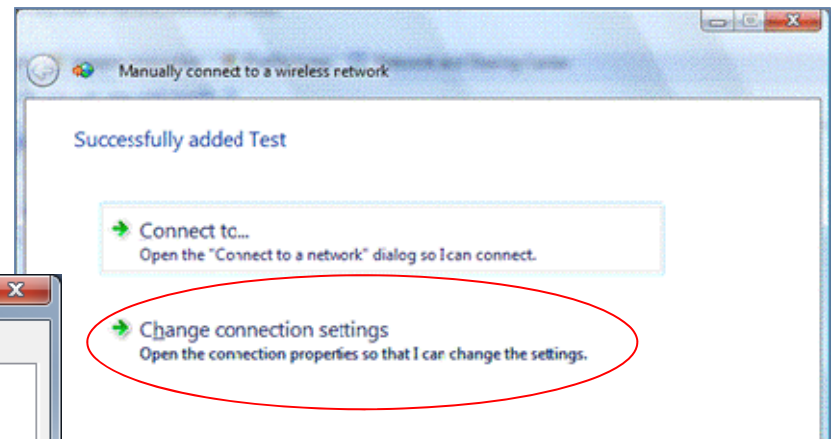 Manually connect to a wireless network
Successfully added Test
Connect to...
Open the "Connect to a network" dialog so I can connect.
Change connection settings
Open the connection properties so that I can change the settings.